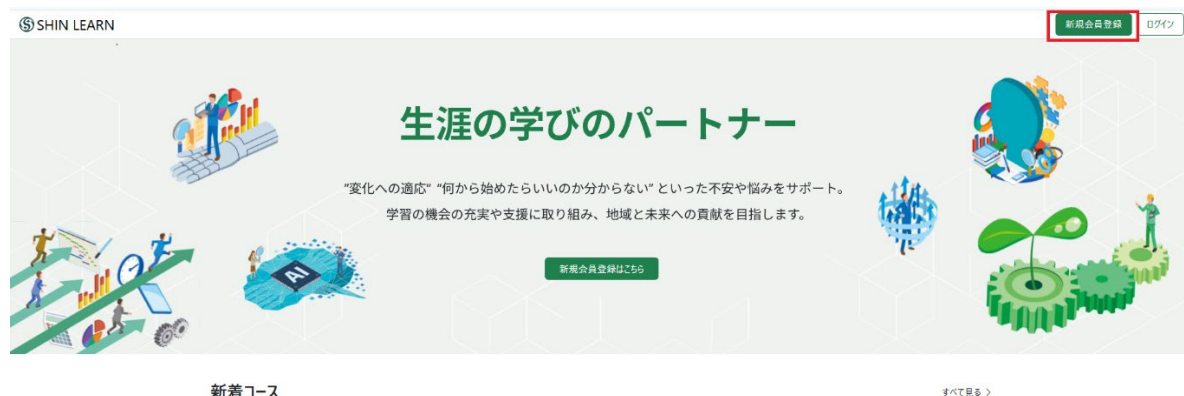 SHIN LEARN
新規会員登録
ログイン
生涯の学びのパートナー
"変化への適応" "何から始めたらいいのか分からない" といった不安や悩みをサポート。
学習の機会の充実や支援に取り組み、地域と未来への貢献を目指します。
AI
新規会員登録はこちら
新着コース
すべて見る >